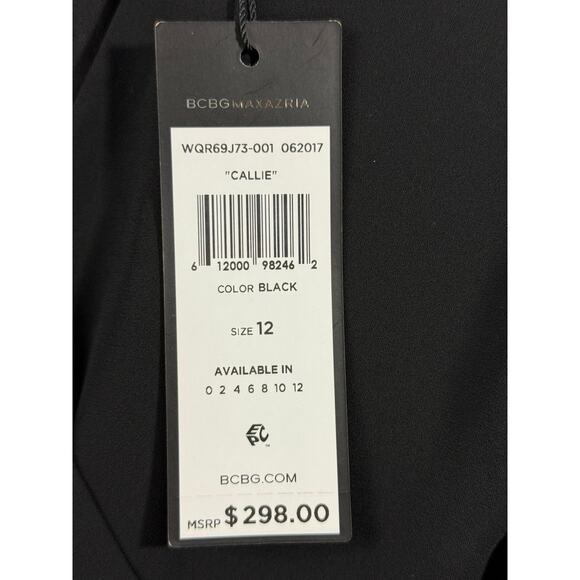 BCBGMAXAZRIA
WQR69J73-001 062017
"CALLIE"
6 12000 98246 2
COLOR BLACK
SIZE 12
AVAILABLE IN
0 2 4 6 8 10 12
EPC™
BCBG.COM
MSRP $298.00